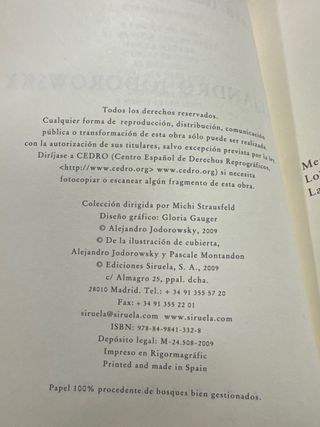 Todos los derechos reservados.
Cualquier forma de reproducción, distribución, comunicación
pública o transformación de esta obra sólo puede ser realizada
con la autorización de sus titulares, salvo excepción prevista por la ley.
Diríjase a CEDRO (Centro Español de Derechos Reprográficos,
<http://www.cedro.org> www.cedro.org) si necesita
fotocopiar o escanear algún fragmento de esta obra.
Colección dirigida por Michi Strausfeld
Diseño gráfico: Gloria Gauger
© Alejandro Jodorowsky, 2009
© De la ilustración de cubierta,
Alejandro Jodorowsky y Pascale Montandon
© Ediciones Siruela, S. A., 2009
c/ Almagro 25, ppal. dcha.
28010 Madrid. Tel.: + 34 91 355 57 20
Fax: + 34 91 355 22 01
siruela@siruela.com www.siruela.com
ISBN: 978-84-9841-332-8
Depósito legal: M-24.508-2009
Impreso en Rigormagráfic
Printed and made in Spain
Papel 100% procedente de bosques bien gestionados.
Me
Lo
La